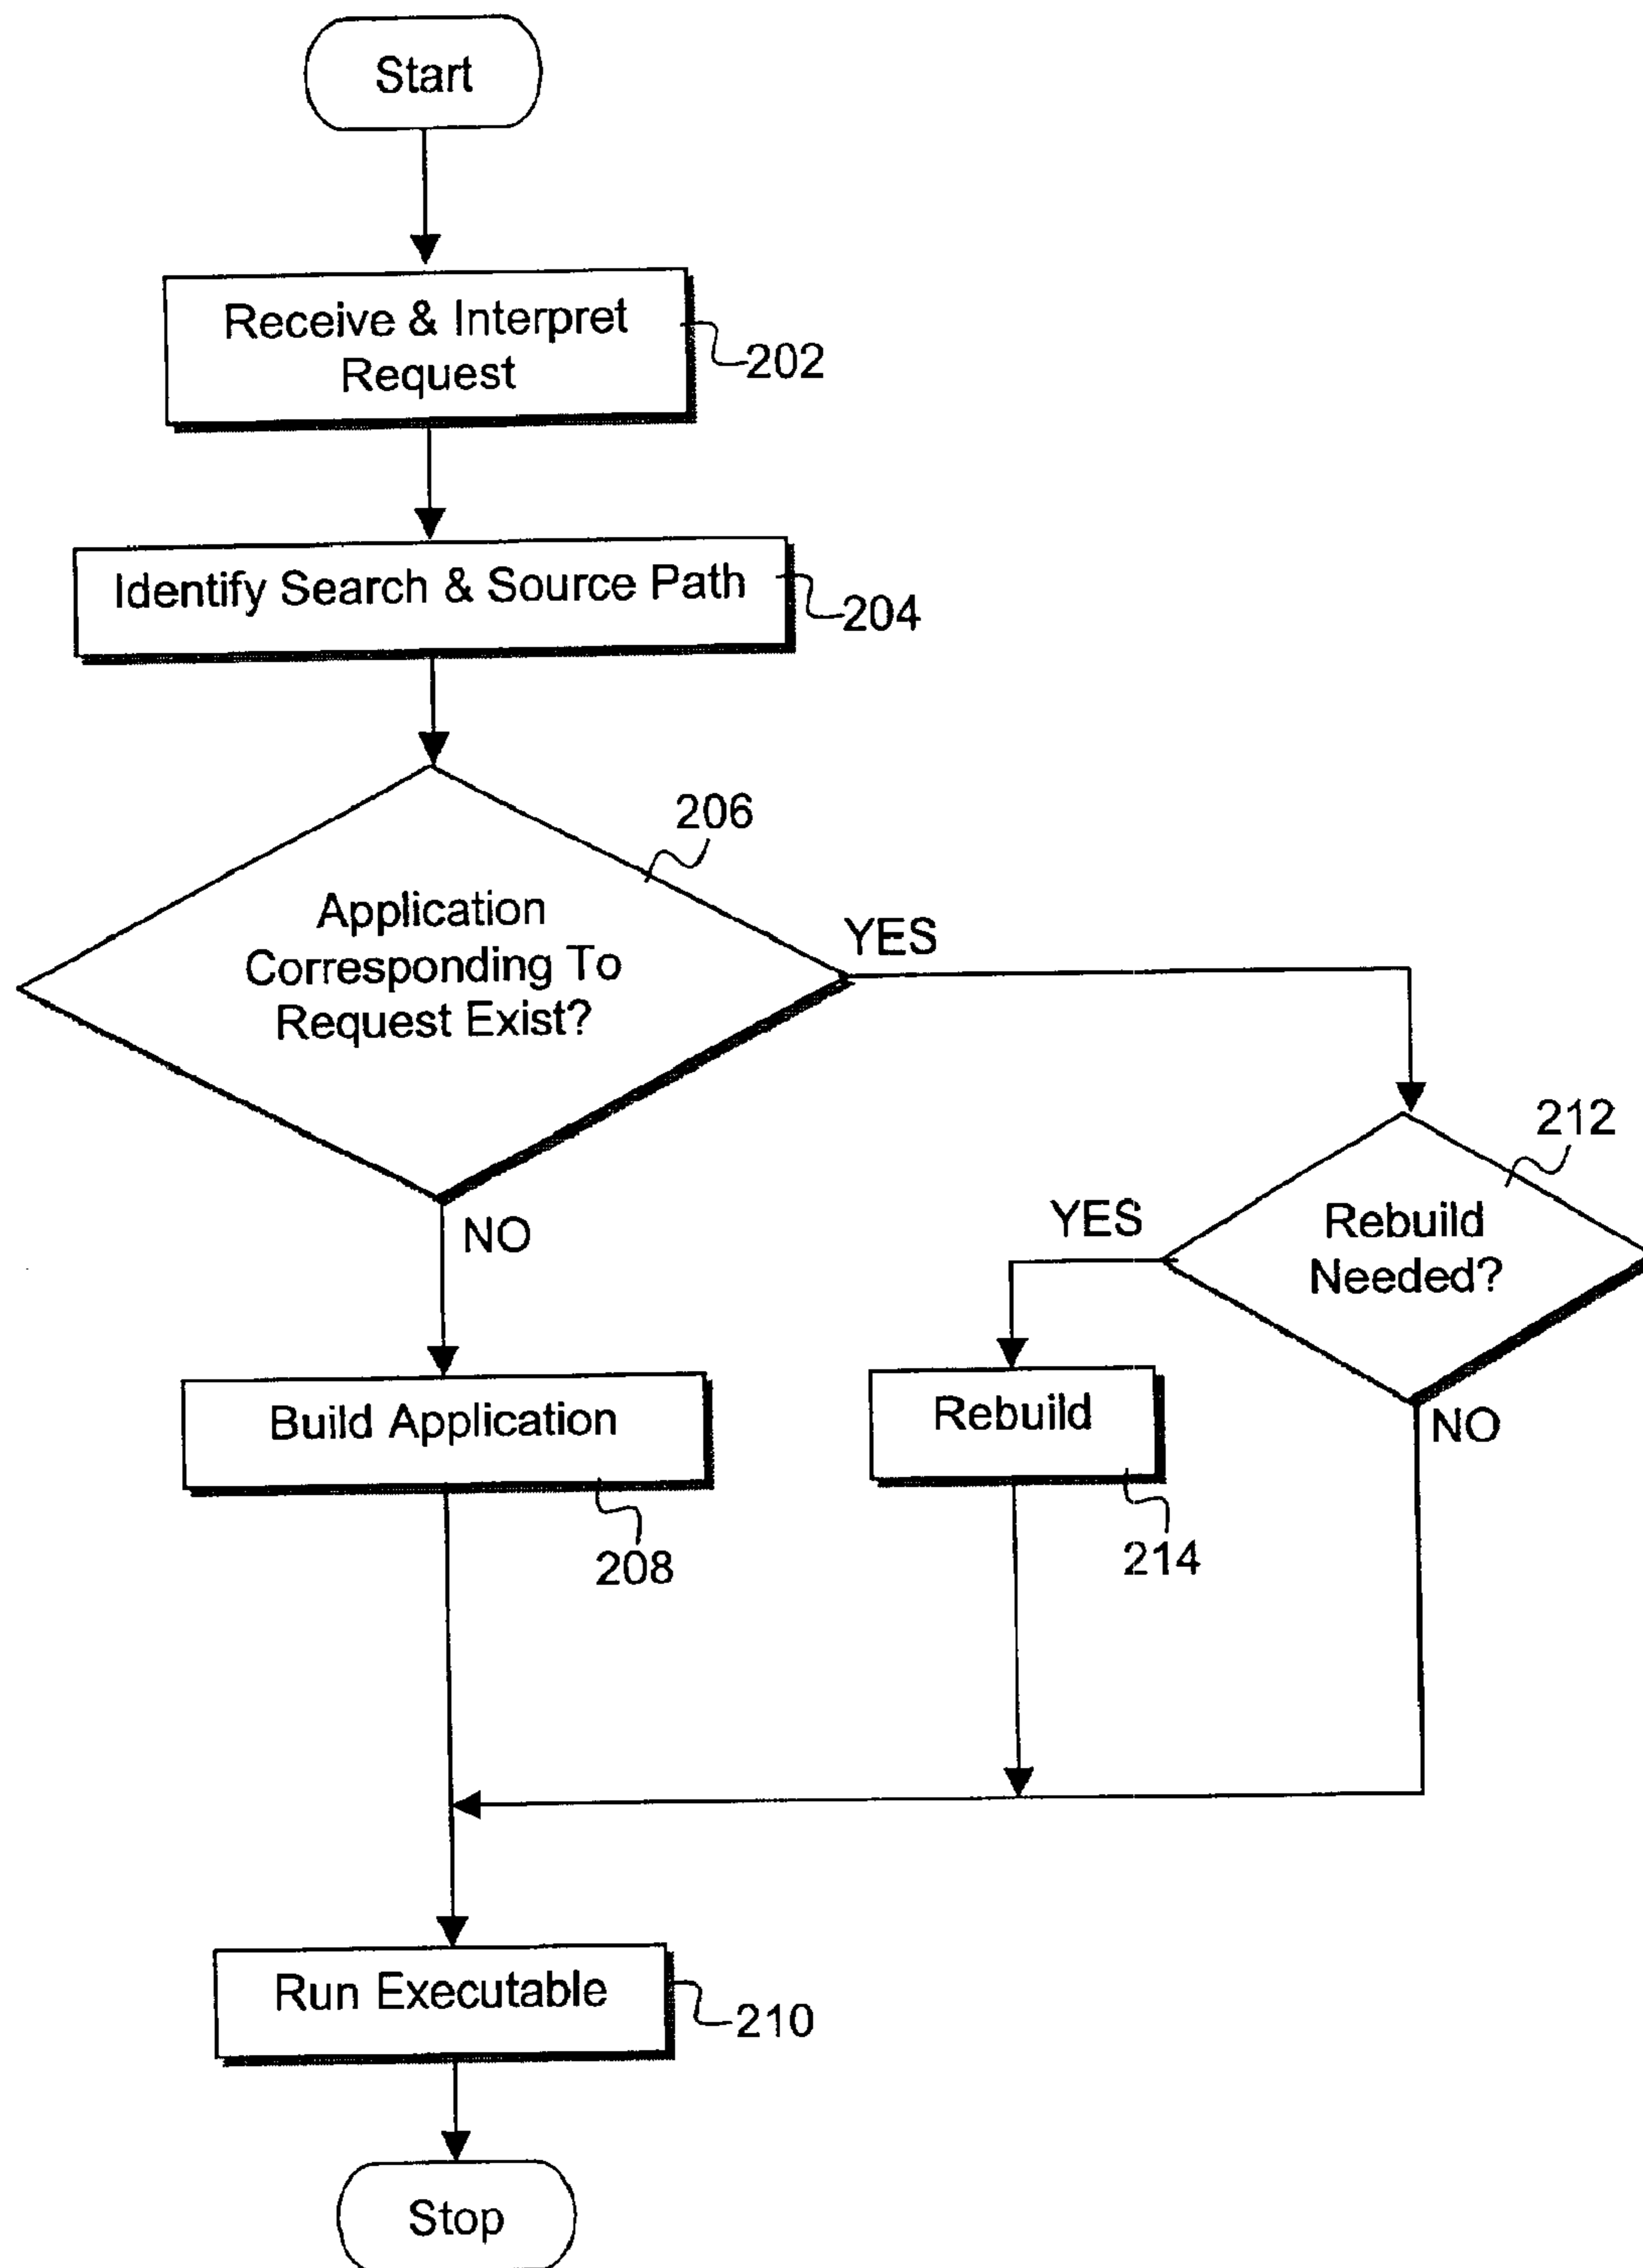 Start
Receive & Interpret
Request
202
Identify Search & Source Path
204
206
Application
Corresponding To
Request Exist?
YES
NO
212
Rebuild
Needed?
YES
NO
Build Application
208
Rebuild
214
Run Executable
210
Stop